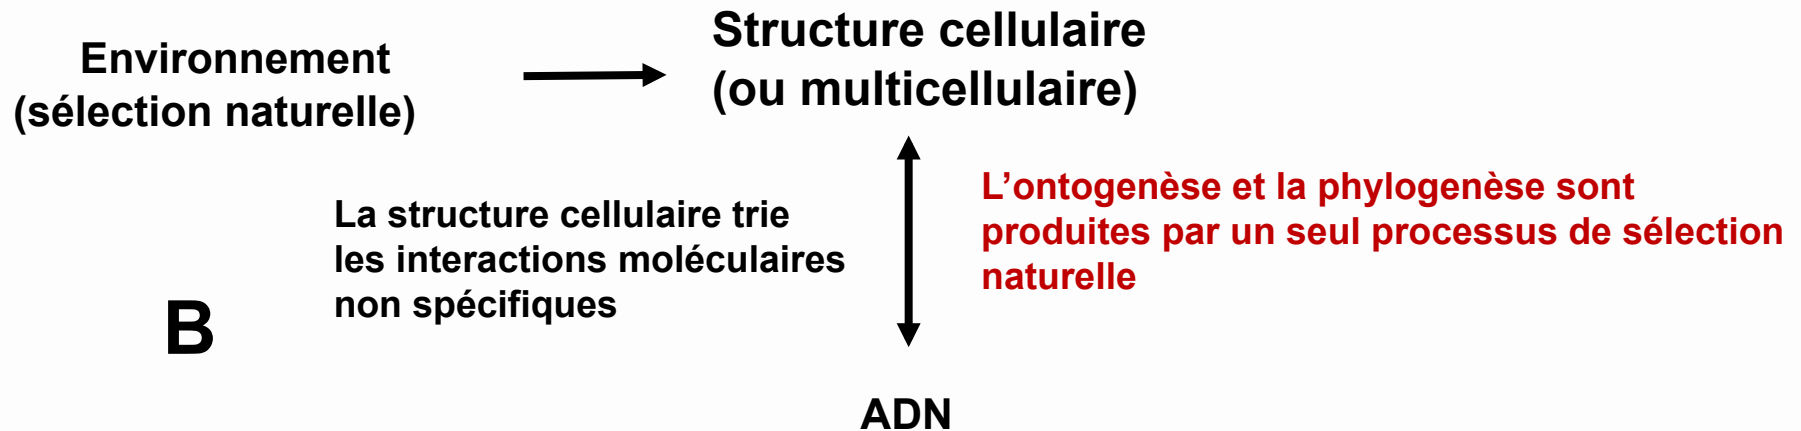 Environnement
(sélection naturelle)
Structure cellulaire
(ou multicellulaire)
La structure cellulaire trie
les interactions moléculaires
non spécifiques
L’ontogenèse et la phylogenèse sont
produites par un seul processus de sélection
naturelle
B
ADN